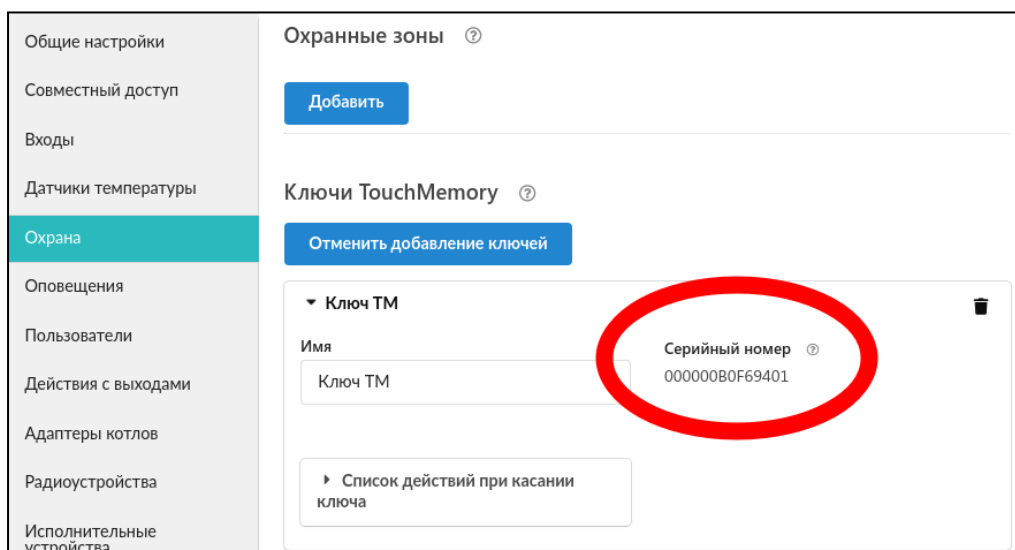 Общие настройки
Совместный доступ
Входы
Датчики температуры
Охрана
Оповещения
Пользователи
Действия с выходами
Адаптеры котлов
Радиоустройства
Исполнительные
устройства
Охранные зоны ?
Добавить
Ключи TouchMemory ?
Отменить добавление ключей
Ключ ТМ
Имя
Ключ ТМ
Серийный номер ?
000000B0F69401
Список действий при касании
ключа